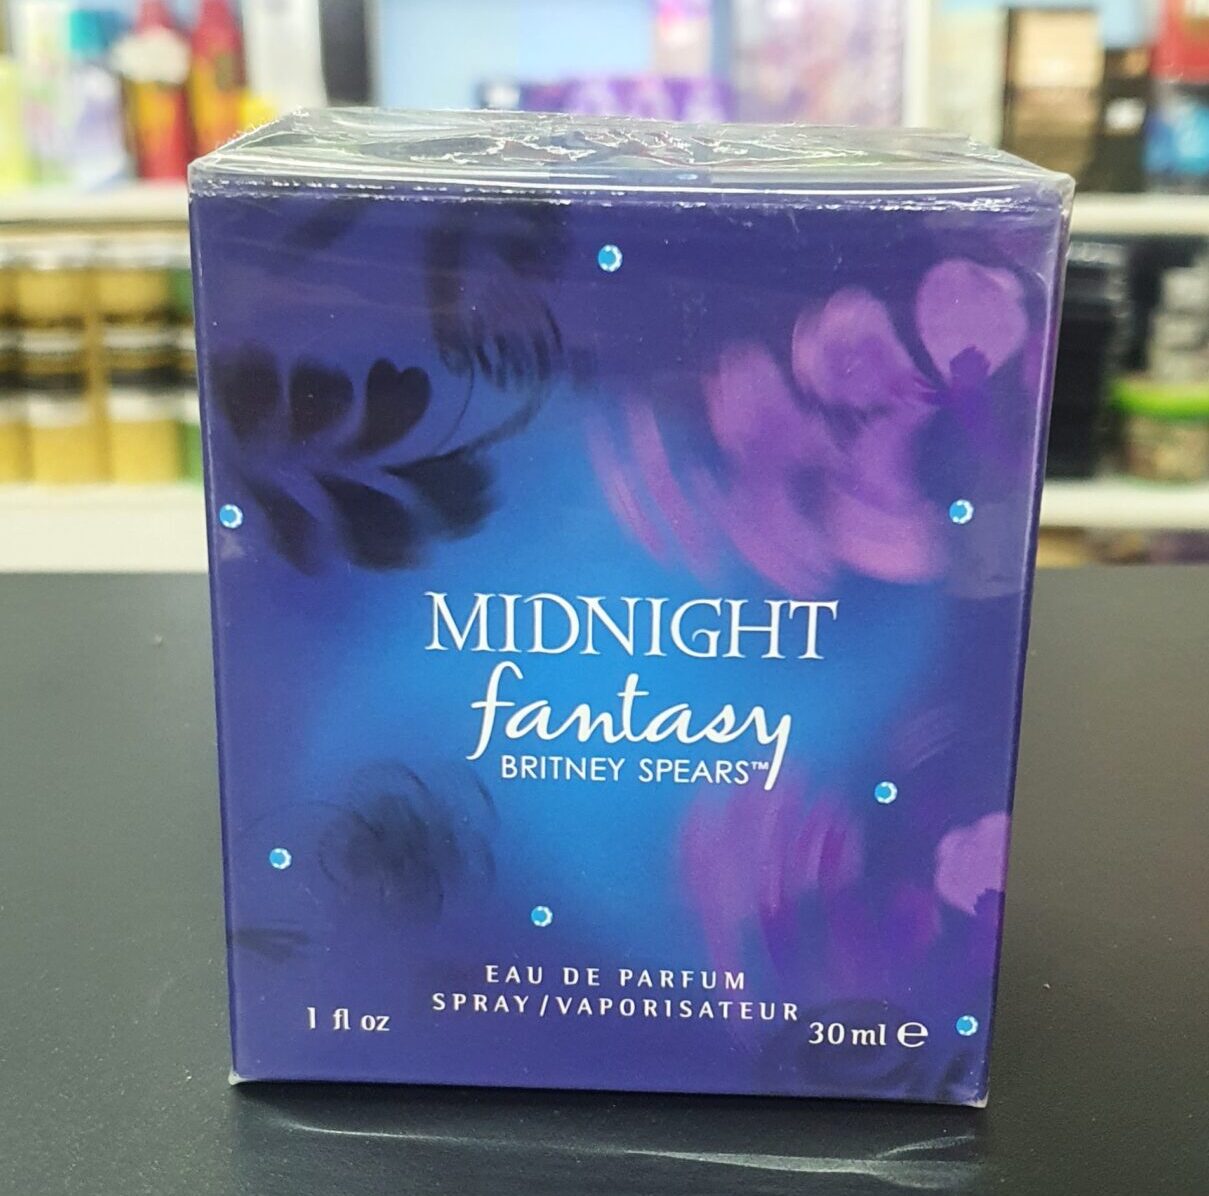 MIDNIGHT
fantasy
BRITNEY SPEARS™
EAU DE PARFUM
SPRAY/VAPORISATEUR
1 fl oz
30 ml ℮